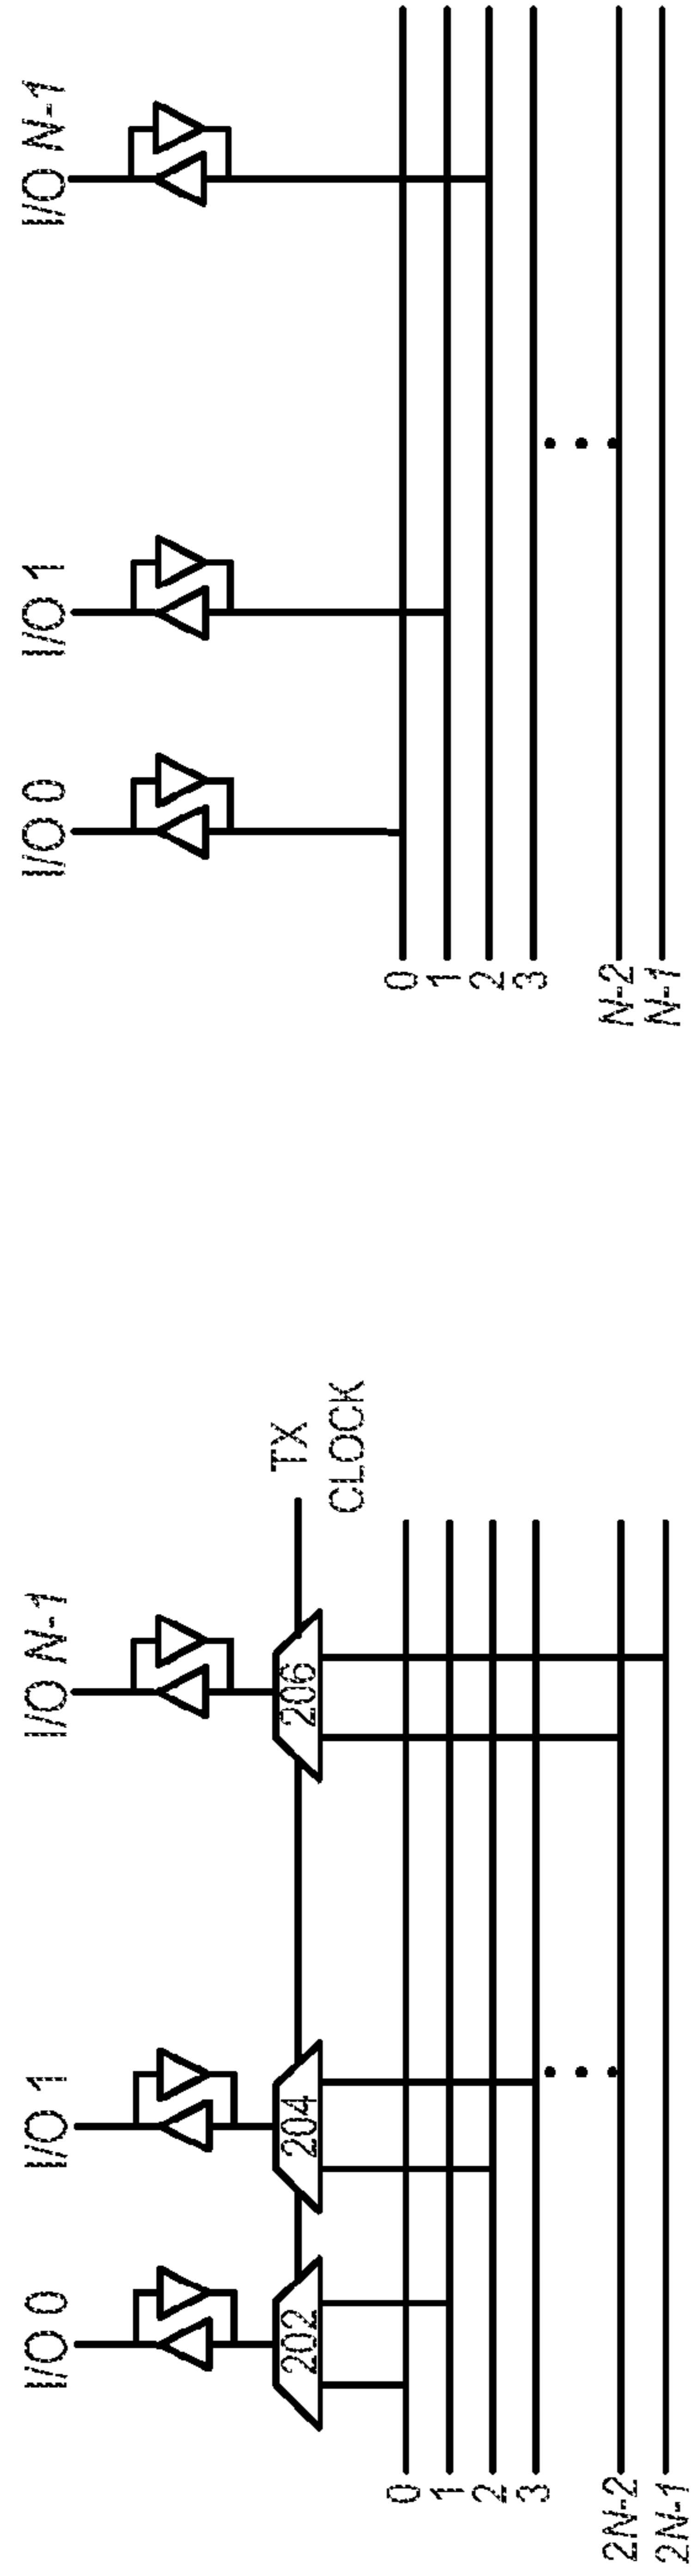 I/O 0
I/O 1
I/O N-1
202
204
206
TX
CLOCK
0
1
2
3
2N-2
2N-1
I/O 0
I/O 1
I/O N-1
0
1
2
3
N-2
N-1